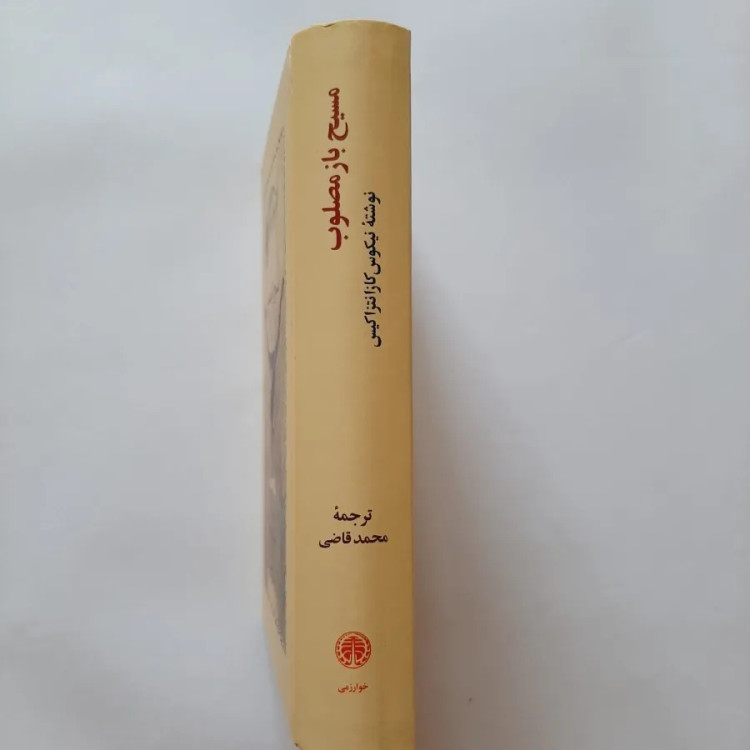 مسیح باز مصلوب
نوشتهٔ نیکوس کازانتزاکیس
ترجمهٔ
محمد قاضی
خوارزمی